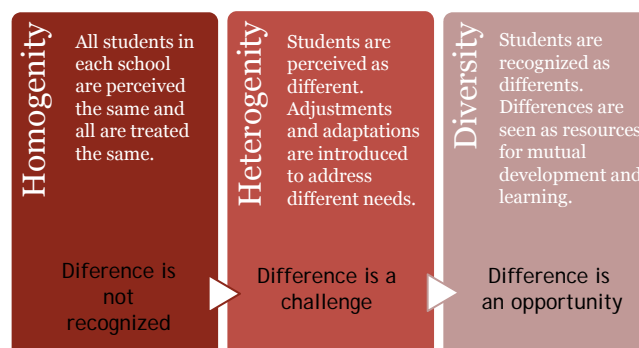 Homogenity
All students in
each school
are perceived
the same and
all are treated
the same.
Diference is
not
recognized
Heterogenity
Students are
perceived as
different.
Adjustments
and adaptations
are introduced
to address
different needs.
Difference is a
challenge
Diversity
Students are
recognized as
differents.
Differences are
seen as resources
for mutual
development and
learning.
Difference is
an opportunity